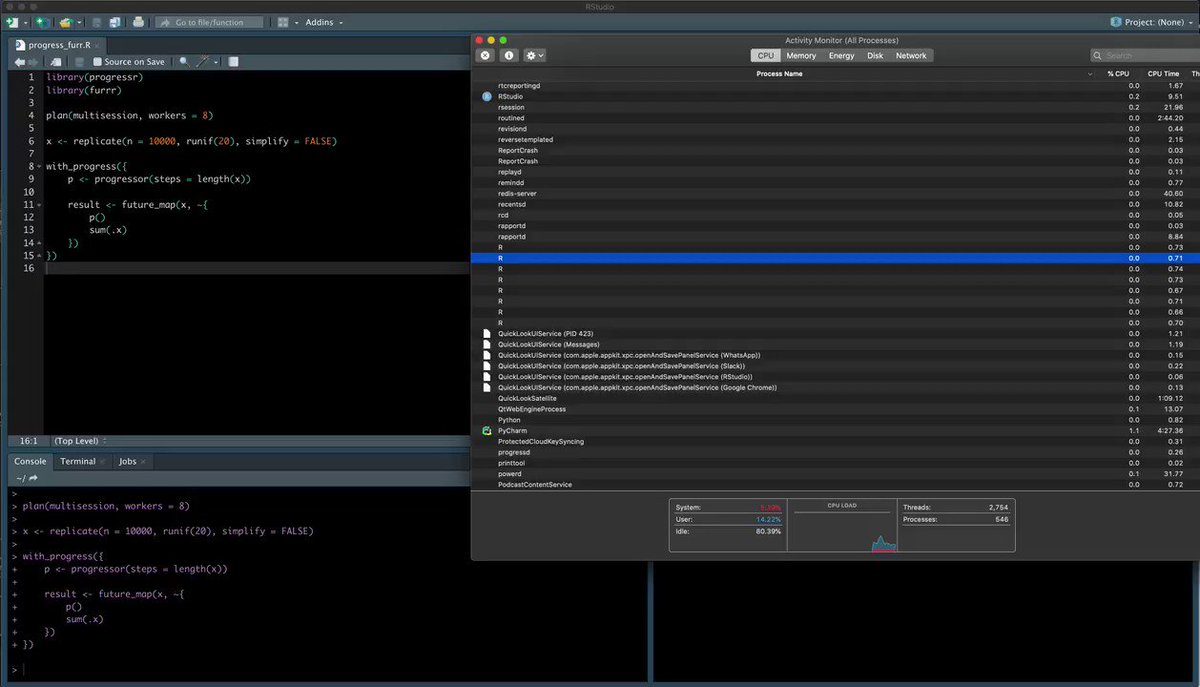 RStudio
Go to file/function
Addins
Project: (None)
progress_furr.R
Source on Save
1 library(progressr)
2 library(furrr)
3
4 plan(multisession, workers = 8)
5
6 x <- replicate(n = 10000, runif(20), simplify = FALSE)
7
8 with_progress({
9 p <- progressor(steps = length(x))
10
11 result <- future_map(x, ~{
12 p()
13 sum(.x)
14 })
15 })
16
16:1 (Top Level)
Console Terminal Jobs
~/
>
> plan(multisession, workers = 8)
>
> x <- replicate(n = 10000, runif(20), simplify = FALSE)
>
> with_progress({
+ p <- progressor(steps = length(x))
+
+ result <- future_map(x, ~{
+ p()
+ sum(.x)
+ })
+ })
>
Activity Monitor (All Processes)
CPU Memory Energy Disk Network
Search
Process Name % CPU CPU Time Th
rtcreportingd 0.0 1.67
RStudio 0.2 9.51
rsession 0.2 21.96
routined 0.0 2:44.20
revisiond 0.0 0.44
reversetemplated 0.0 2.15
ReportCrash 0.0 0.03
ReportCrash 0.0 0.03
replayd 0.0 0.11
remindd 0.0 0.77
redis-server 0.0 40.60
recentsd 0.0 10.82
rcd 0.0 0.05
rapportd 0.0 0.03
rapportd 0.0 8.84
R 0.0 0.73
R 0.0 0.71
R 0.0 0.74
R 0.0 0.73
R 0.0 0.67
R 0.0 0.71
R 0.0 0.66
R 0.0 0.70
QuickLookUIService (PID 423) 0.0 1.21
QuickLookUIService (Messages) 0.0 1.19
QuickLookUIService (com.apple.appkit.xpc.openAndSavePanelService (WhatsApp)) 0.0 0.15
QuickLookUIService (com.apple.appkit.xpc.openAndSavePanelService (Slack)) 0.0 0.22
QuickLookUIService (com.apple.appkit.xpc.openAndSavePanelService (RStudio)) 0.0 0.06
QuickLookUIService (com.apple.appkit.xpc.openAndSavePanelService (Google Chrome)) 0.0 0.13
QuickLookSatellite 0.0 1:09.12
QtWebEngineProcess 0.1 13.07
Python 0.0 0.82
PyCharm 1.1 4:27.36
ProtectedCloudKeySyncing 0.0 0.31
progressd 0.0 0.26
printtool 0.0 0.02
powerd 0.1 31.77
PodcastContentService 0.0 0.72
System:
User: 14.22%
Idle: 80.39%
CPU LOAD
Threads: 2,754
Processes: 546